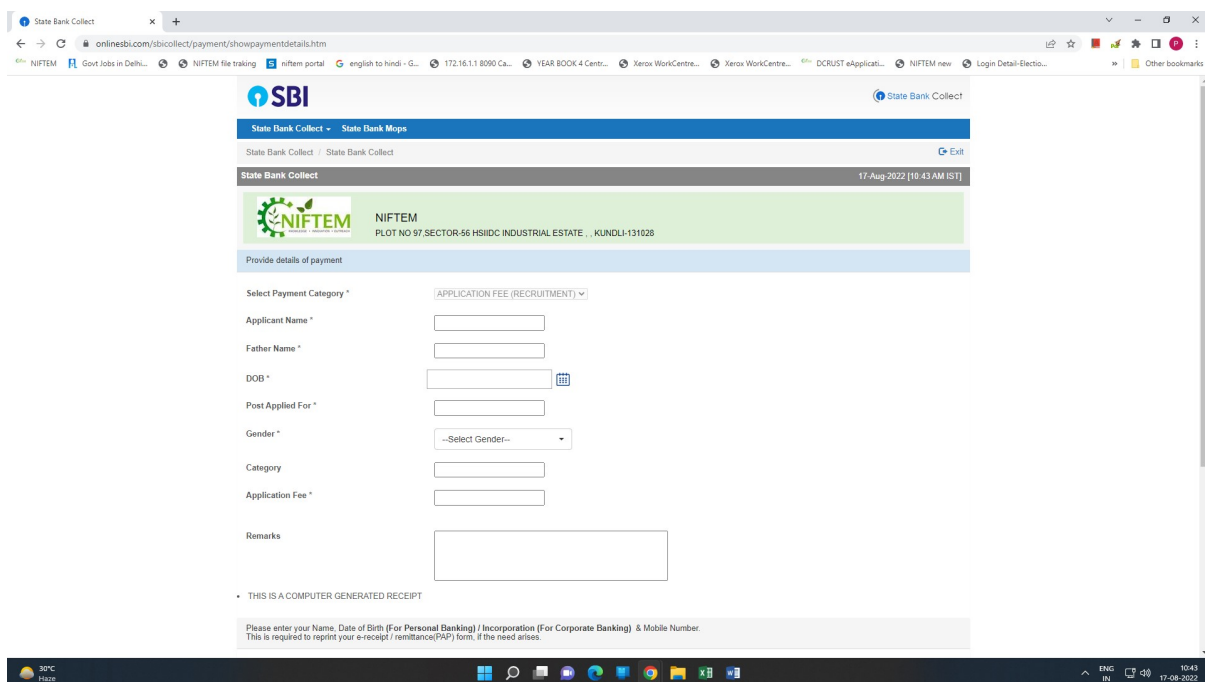 State Bank Collect
onlinesbi.com/sbicollect/payment/showpaymentdetails.htm
NIFTEM Govt Jobs in Delhi... NIFTEM file traking niftem portal english to hindi - G... 172.16.1.1 8090 Ca... YEAR BOOK 4 Centr... Xerox WorkCentre... Xerox WorkCentre... DCRUST eApplicati... NIFTEM new Login Detail-Electio... » Other bookmarks
SBI State Bank Collect
State Bank Collect State Bank Mops
State Bank Collect / State Bank Collect Exit
State Bank Collect 17-Aug-2022 [10:43 AM IST]
NIFTEM
NIFTEM
PLOT NO 97,SECTOR-56 HSIIDC INDUSTRIAL ESTATE , , KUNDLI-131028
Provide details of payment
Select Payment Category * APPLICATION FEE (RECRUITMENT)
Applicant Name *
Father Name *
DOB *
Post Applied For *
Gender * --Select Gender--
Category
Application Fee *
Remarks
• THIS IS A COMPUTER GENERATED RECEIPT
Please enter your Name, Date of Birth (For Personal Banking) / Incorporation (For Corporate Banking) & Mobile Number.
This is required to reprint your e-receipt / remittance(PAP) form, if the need arises.
30°C ENG 10:43
Haze IN 17-08-2022